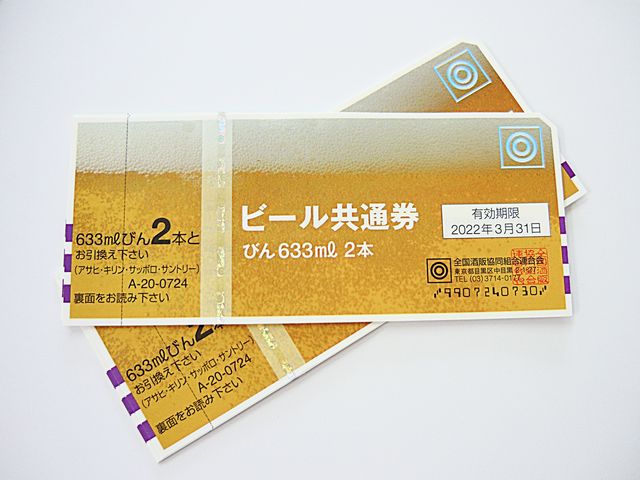 633mlびん2本と
お引換え下さい
(アサヒ・キリン・サッポロ・サントリー)
A-20-0724
裏面をお読み下さい
ビール共通券
びん633ml 2本
有効期限
2022年3月31日
全国酒販協同組合連合会
東京都目黒区中目黒
TEL (03)3714-01
9907240730
633mlびん2
お引換え下さい
(アサヒ・キリン・サッポロ・サントリー)
A-20-0724
裏面をお読み下さい